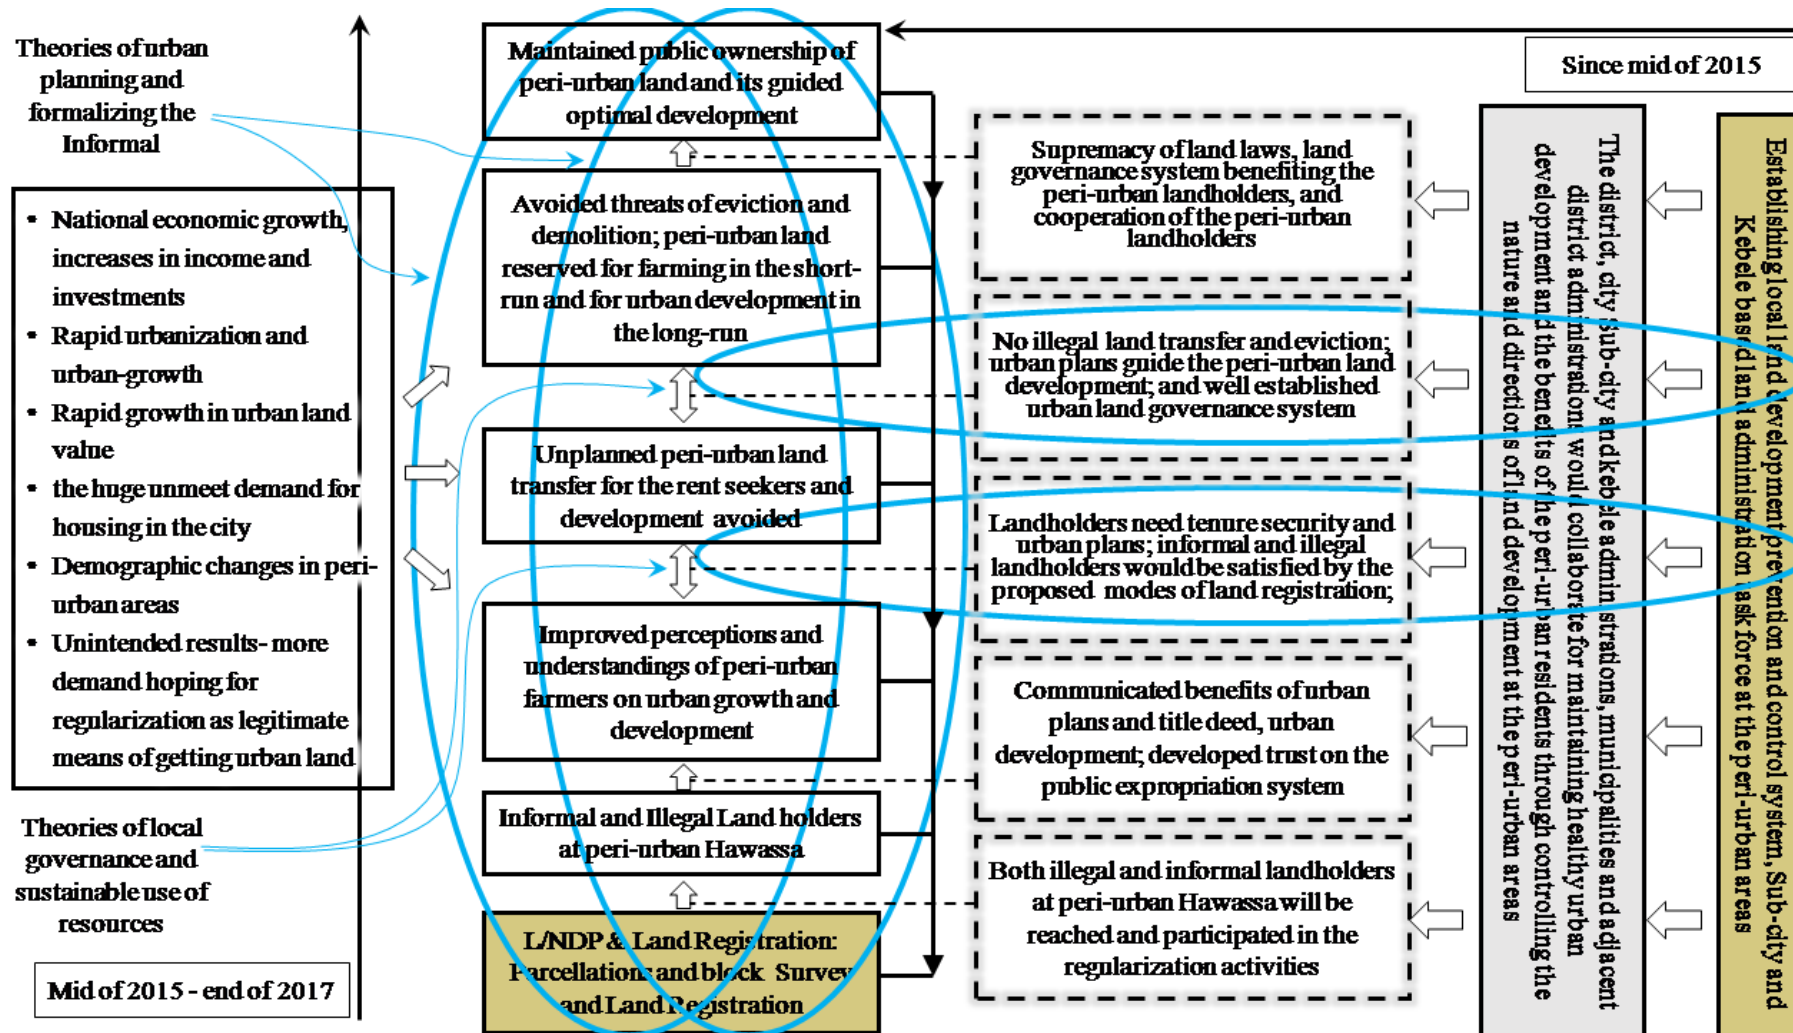 Theories of urban
planning and
formalizing the
Informal
• National economic growth,
increases in income and
investments
• Rapid urbanization and
urban-growth
• Rapid growth in urban land
value
• the huge unmeet demand for
housing in the city
• Demographic changes in peri-
urban areas
• Unintended results- more
demand hoping for
regularization as legitimate
means of getting urban land
Theories of local
governance and
sustainable use of
resources
Mid of 2015 - end of 2017
Maintained public ownership of
peri-urban land and its guided
optimal development
Avoided threats of eviction and
demolition; peri-urban land
reserved for farming in the short-
run and for urban development in
the long-run
Unplanned peri-urban land
transfer for the rent seekers and
development avoided
Improved perceptions and
understandings of peri-urban
farmers on urban growth and
development
Informal and Illegal Land holders
at peri-urban Hawassa
L/NDP & Land Registration:
Parcellations and block Survey
and Land Registration
Supremacy of land laws, land
governance system benefiting the
peri-urban landholders, and
cooperation of the peri-urban
landholders
No illegal land transfer and eviction;
urban plans guide the peri-urban land
development; and well established
urban land governance system
Landholders need tenure security and
urban plans; informal and illegal
landholders would be satisfied by the
proposed modes of land registration;
Communicated benefits of urban
plans and title deed, urban
development; developed trust on the
public expropriation system
Both illegal and informal landholders
at peri-urban Hawassa will be
reached and participated in the
regularization activities
Since mid of 2015
The district, city Sub-city and kebele administrations, municipalities and adjacent
district administrations would collaborate for maintaining healthy urban
development and the benefits of the peri-urban residents through controlling the
nature and directions of land development at the peri-urban areas
Establishing local land development prevention and control system, Sub-city and
Kebele based land administration task force at the peri-urban areas